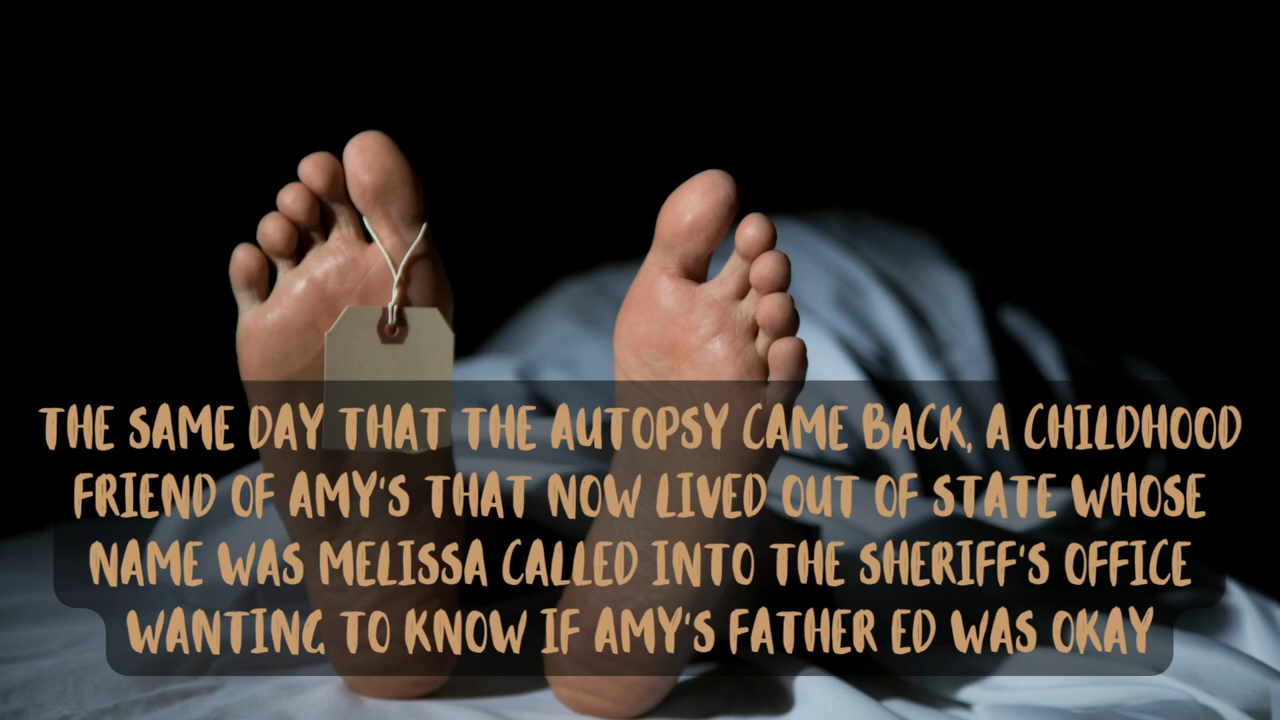 THE SAME DAY THAT THE AUTOPSY CAME BACK, A CHILDHOOD
FRIEND OF AMY'S THAT NOW LIVED OUT OF STATE WHOSE
NAME WAS MELISSA CALLED INTO THE SHERIFF'S OFFICE
WANTING TO KNOW IF AMY'S FATHER ED WAS OKAY